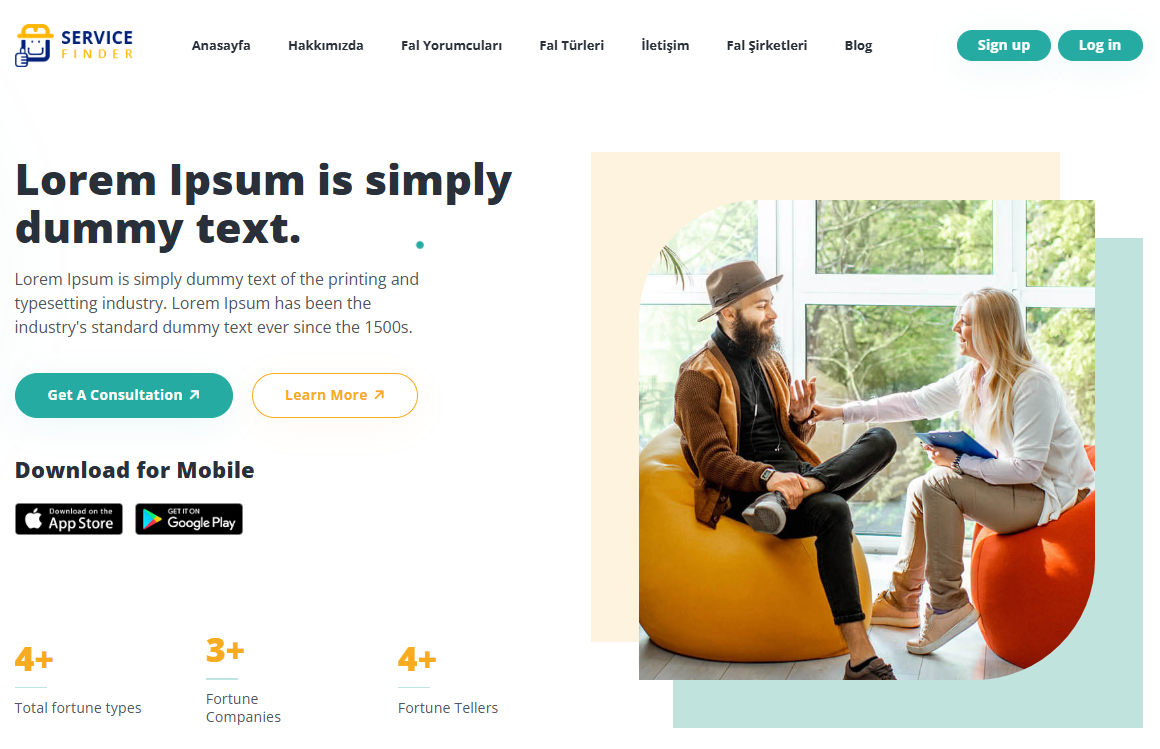 SERVICE
FINDER
Anasayfa
Hakkımızda
Fal Yorumcuları
Fal Türleri
İletişim
Fal Şirketleri
Blog
Sign up
Log in
Lorem Ipsum is simply
dummy text.
Lorem Ipsum is simply dummy text of the printing and
typesetting industry. Lorem Ipsum has been the
industry's standard dummy text ever since the 1500s.
Get A Consultation
Learn More
Download for Mobile
Download on the
App Store
GET IT ON
Google Play
4+
Total fortune types
3+
Fortune
Companies
4+
Fortune Tellers